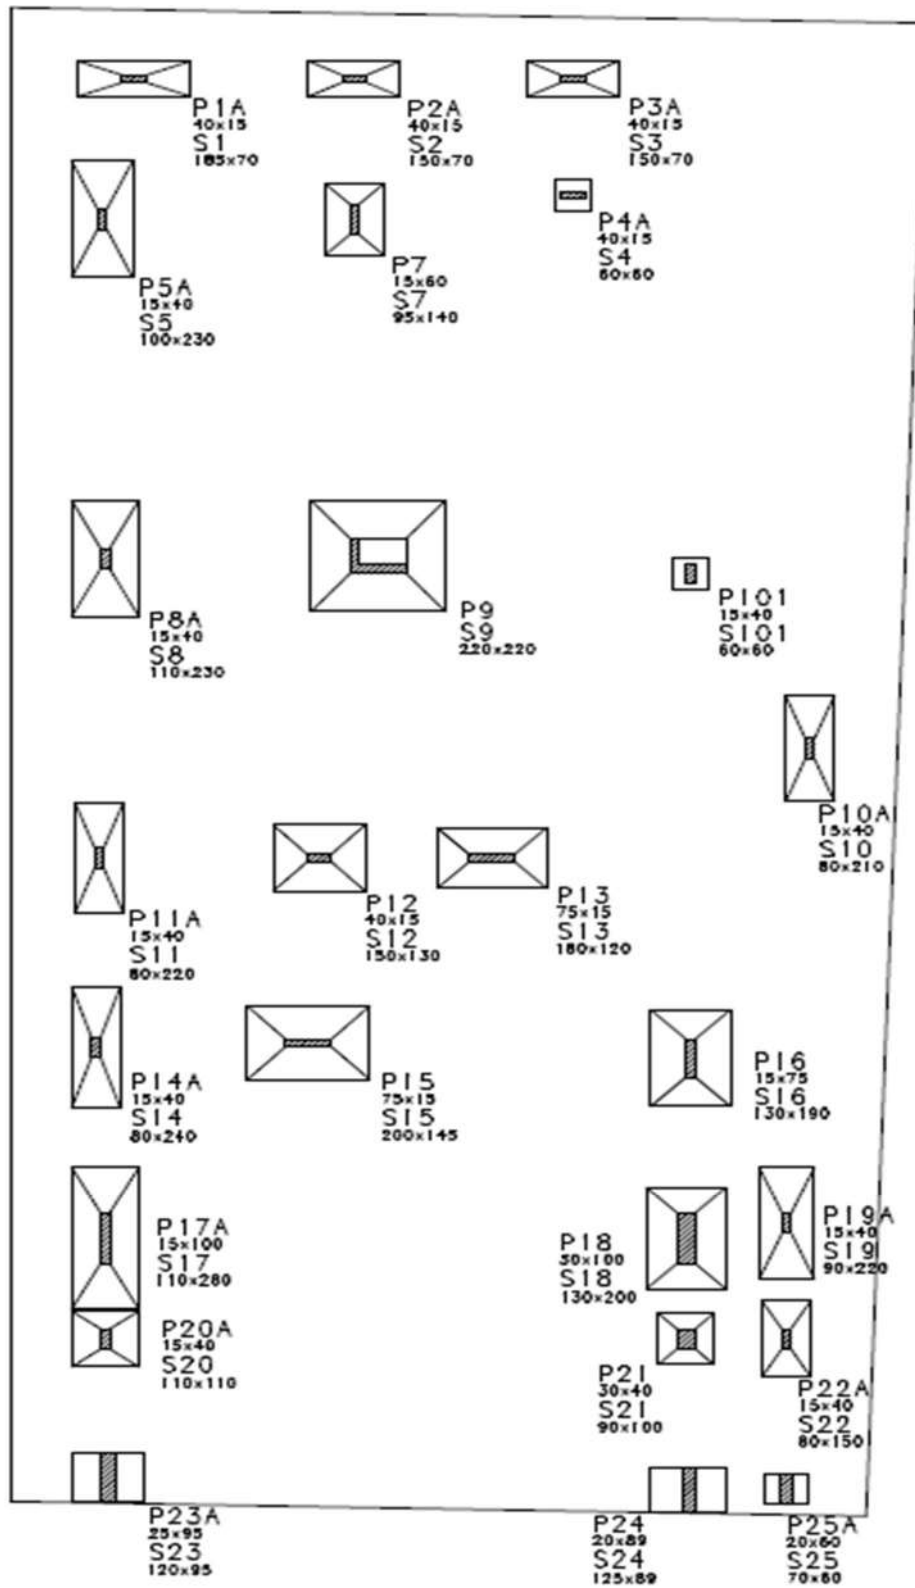 P1A
40x15
S1
185x70
P2A
40x15
S2
150x70
P3A
40x15
S3
150x70
P4A
40x15
S4
60x60
P5A
15x40
S5
100x230
P7
15x60
S7
95x140
P8A
15x40
S8
110x230
P9
S9
220x220
P101
15x40
S101
60x60
P10A
15x40
S10
80x210
P11A
15x40
S11
80x220
P12
40x15
S12
150x130
P13
75x15
S13
180x120
P14A
15x40
S14
80x240
P15
75x15
S15
200x145
P16
15x75
S16
130x190
P17A
15x100
S17
110x280
P18
30x100
S18
130x200
P19A
15x40
S19
90x220
P20A
15x40
S20
110x110
P21
30x40
S21
90x100
P22A
15x40
S22
80x150
P23A
25x95
S23
120x95
P24
20x89
S24
125x89
P25A
20x60
S25
70x60